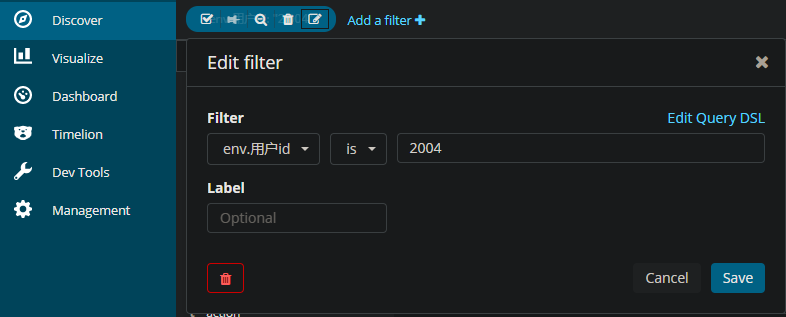 Discover
Add a filter
Visualize
Edit filter
Dashboard
Filter
Edit Query DSL
Timelion
env.用户id
is
2004
Dev Tools
Label
Management
Optional
Cancel
Save
action